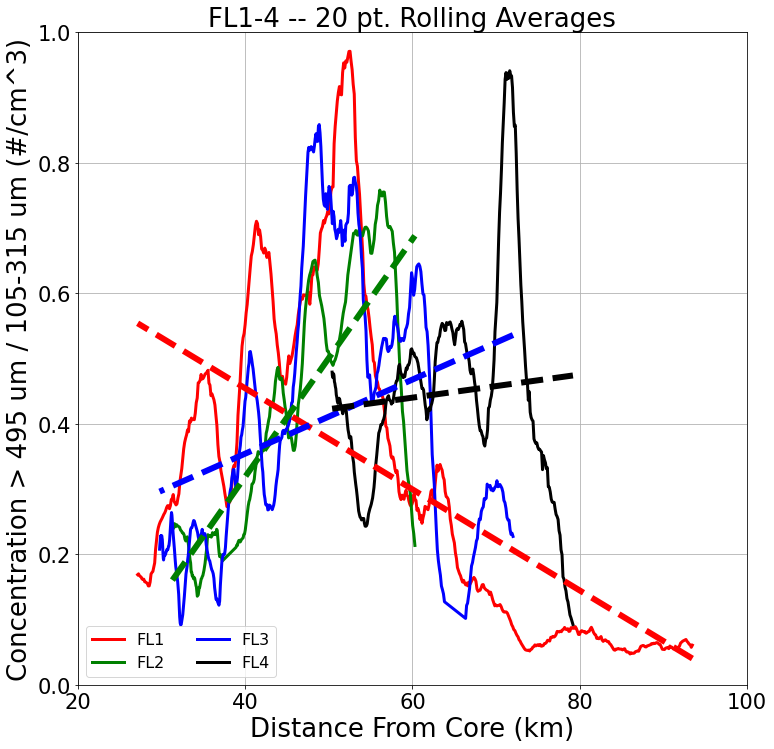 FL1-4 -- 20 pt. Rolling Averages
Concentration > 495 um / 105-315 um (#/cm^3)
1.0
0.8
0.6
0.4
0.2
0.0
FL1 FL3
FL2 FL4
20 40 60 80 100
Distance From Core (km)